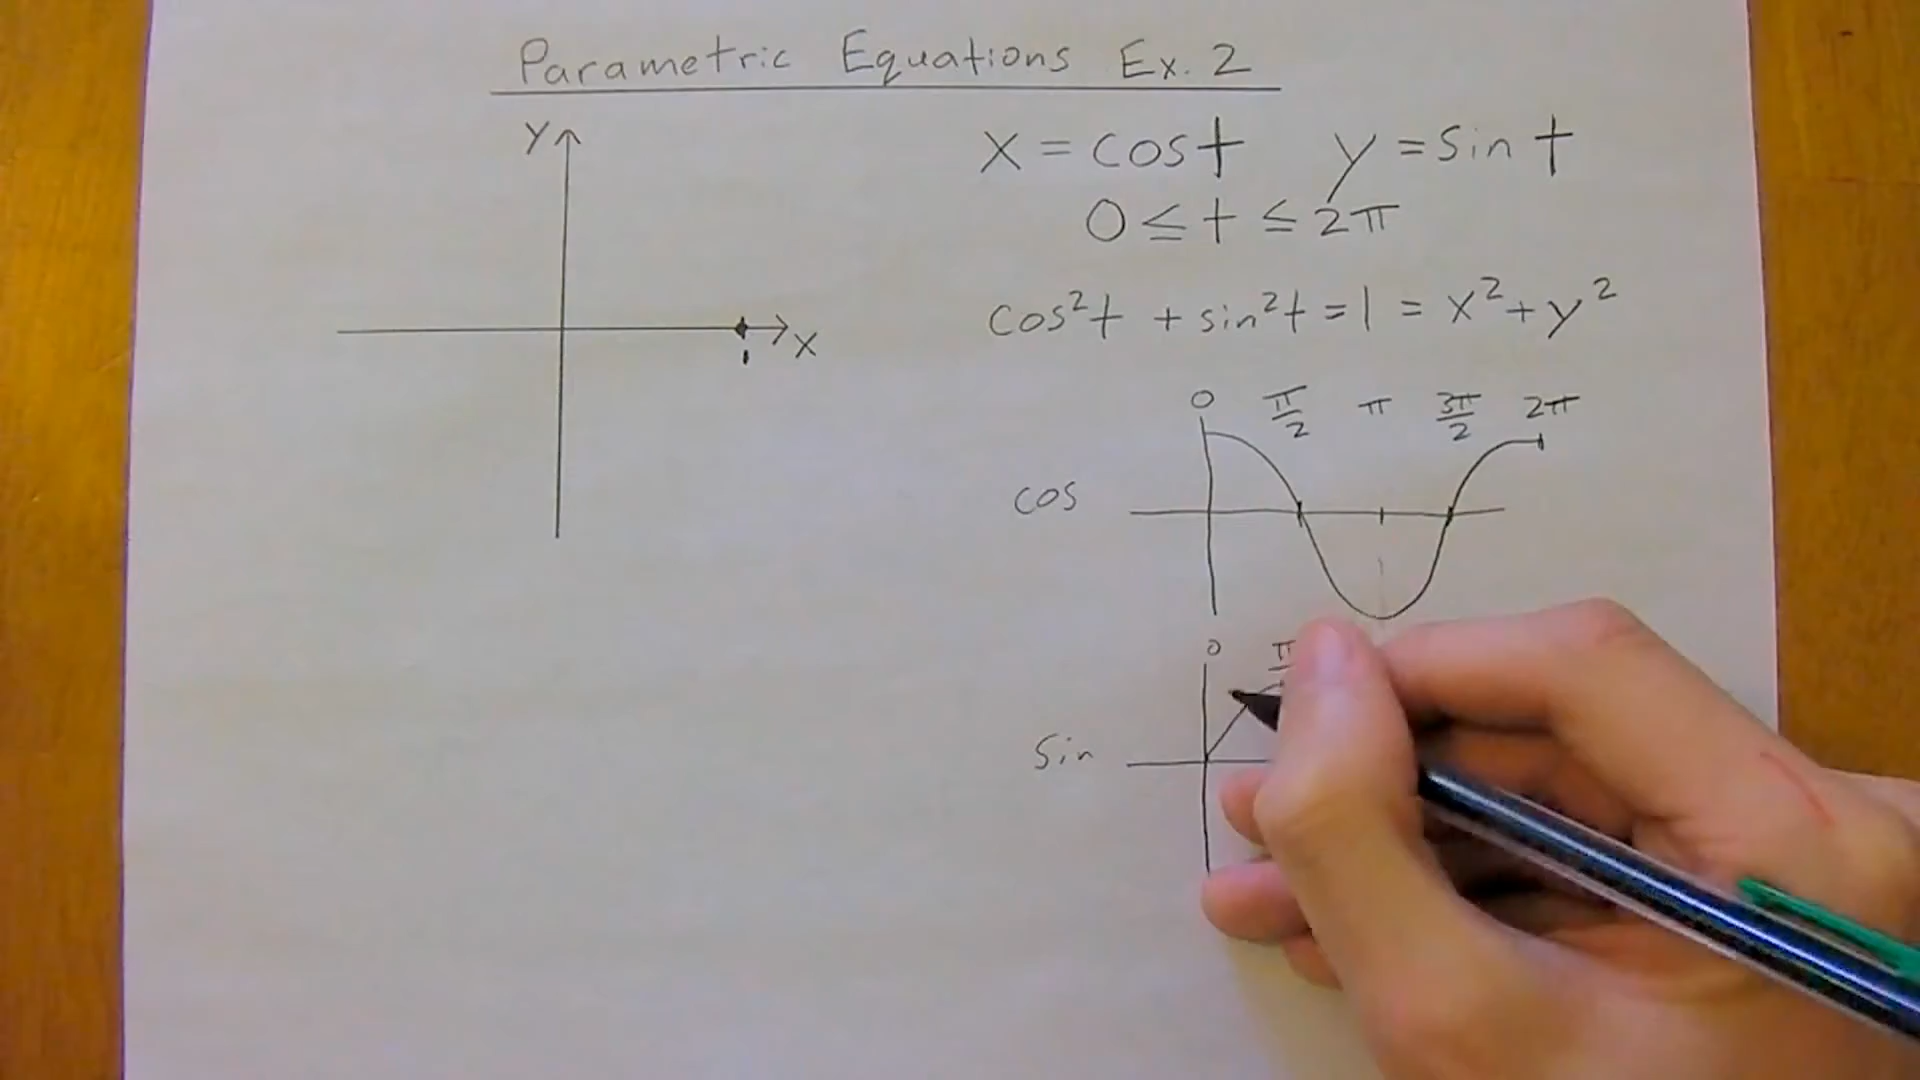 Parametric Equations Ex. 2
y
x
1
x = cos t y = sin t
0 ≤ t ≤ 2π
cos²t + sin²t = 1 = x² + y²
0 π/2 π 3π/2 2π
cos
0
sin